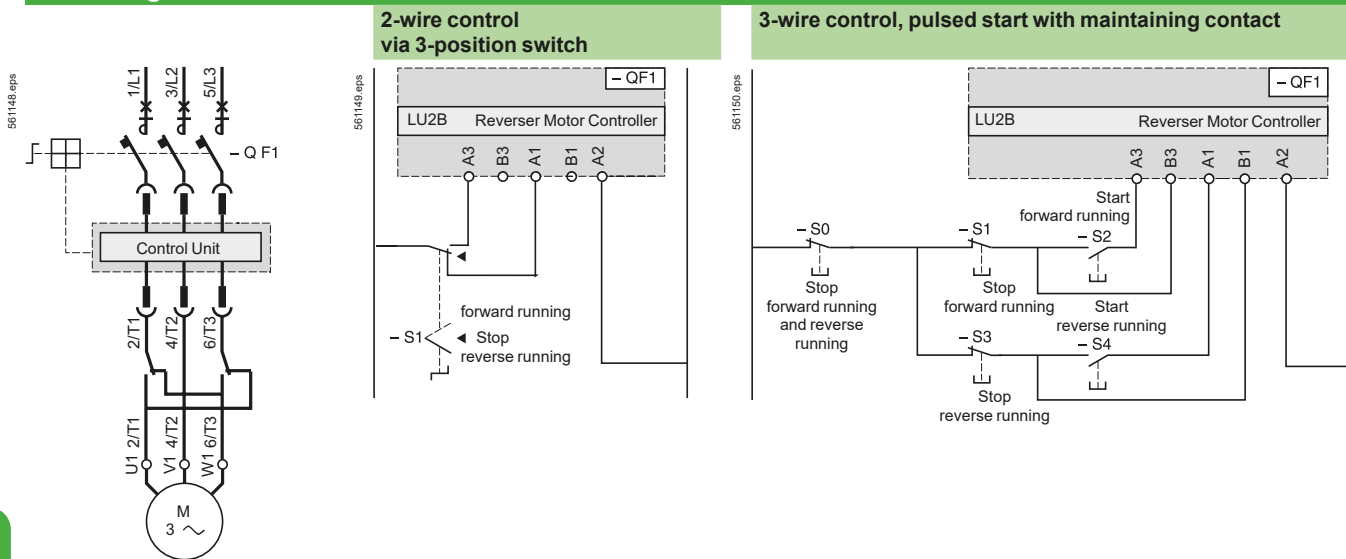 2-wire control
via 3-position switch
3-wire control, pulsed start with maintaining contact
561148.eps
1/L1
3/L2
5/L3
– Q F1
Control Unit
2/T1
4/T2
6/T3
U1 2/T1
V1 4/T2
W1 6/T3
M
3
561149.eps
– QF1
LU2B Reverser Motor Controller
A3 B3 A1 B1 A2
forward running
– S1 Stop
reverse running
561150.eps
– QF1
LU2B Reverser Motor Controller
A3 B3 A1 B1 A2
Start
forward running
– S0 – S1 – S2
Stop
forward running
and reverse
running
Stop
forward running
Start
reverse running
– S3 – S4
Stop
reverse running